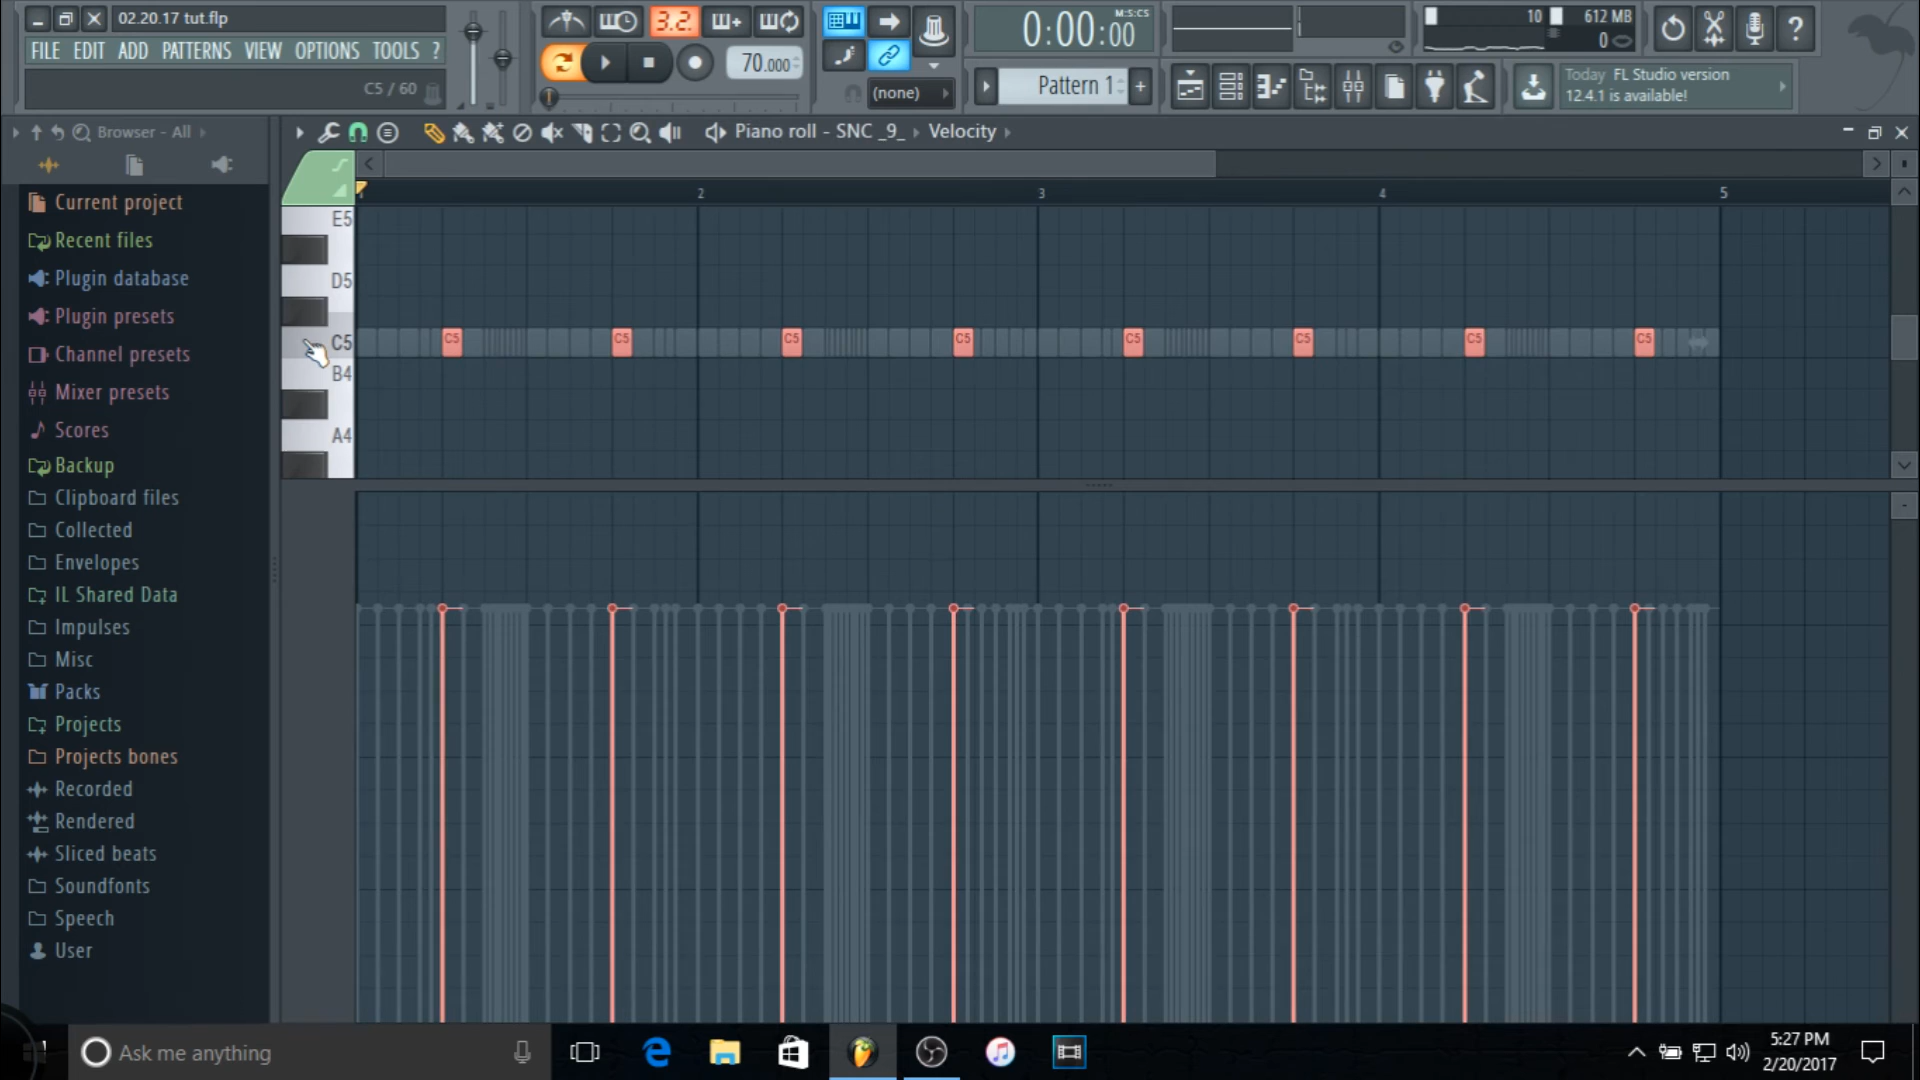 02.20.17 tut.flp
FILE EDIT ADD PATTERNS VIEW OPTIONS TOOLS ?
C5 / 60
3.2.
70.000
(none)
0:00:00
M:S:CS
Pattern 1
10
612 MB
0
Today FL Studio version
12.4.1 is available!
Browser - All
Piano roll - SNC _9_ Velocity
Current project
Recent files
Plugin database
Plugin presets
Channel presets
Mixer presets
Scores
Backup
Clipboard files
Collected
Envelopes
IL Shared Data
Impulses
Misc
Packs
Projects
Projects bones
Recorded
Rendered
Sliced beats
Soundfonts
Speech
User
2 3 4 5
E5
D5
C5
B4
A4
C5 C5 C5 C5 C5 C5 C5 C5
Ask me anything
5:27 PM
2/20/2017